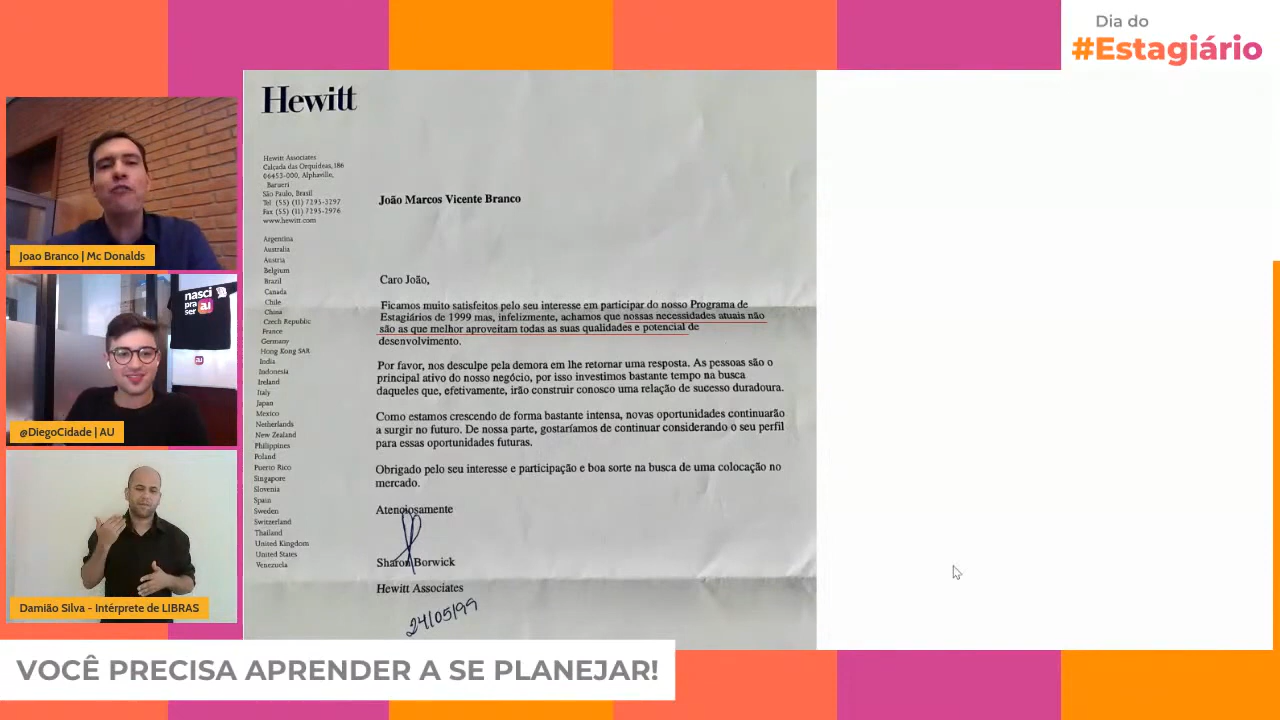 Dia do
#Estagiário
Hewitt
Hewitt Associates
Calçada das Orquídeas, 186
06453-000, Alphaville,
Barueri
São Paulo, Brasil
Tel (55) (11) 7295-3297
Fax (55) (11) 7295-2976
www.hewitt.com
Argentina
Australia
Austria
Belgium
Brazil
Canada
Chile
China
Czech Republic
France
Germany
Hong Kong SAR
India
Indonesia
Ireland
Italy
Japan
Mexico
Netherlands
New Zealand
Philippines
Poland
Puerto Rico
Singapore
Slovenia
Spain
Sweden
Switzerland
Thailand
United Kingdom
United States
Venezuela
João Marcos Vicente Branco
Caro João,
Ficamos muito satisfeitos pelo seu interesse em participar do nosso Programa de
Estagiários de 1999 mas, infelizmente, achamos que nossas necessidades atuais não
são as que melhor aproveitam todas as suas qualidades e potencial de
desenvolvimento.
Por favor, nos desculpe pela demora em lhe retornar uma resposta. As pessoas são o
principal ativo do nosso negócio, por isso investimos bastante tempo na busca
daqueles que, efetivamente, irão construir conosco uma relação de sucesso duradoura.
Como estamos crescendo de forma bastante intensa, novas oportunidades continuarão
a surgir no futuro. De nossa parte, gostaríamos de continuar considerando o seu perfil
para essas oportunidades futuras.
Obrigado pelo seu interesse e participação e boa sorte na busca de uma colocação no
mercado.
Atenciosamente
Sharon Borwick
Hewitt Associates
24/05/99
Joao Branco | Mc Donalds
nasci
pra
ser au
au
@DiegoCidade | AU
Damião Silva - Intérprete de LIBRAS
VOCÊ PRECISA APRENDER A SE PLANEJAR!